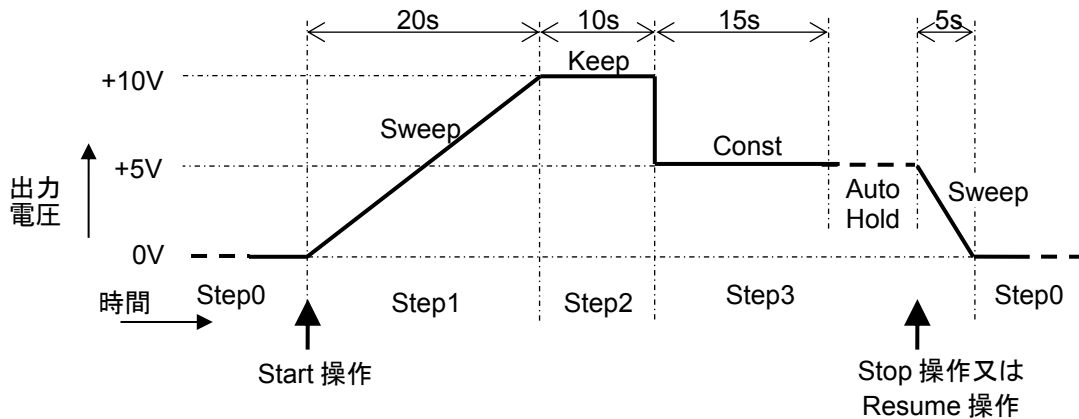 20s 10s 15s 5s
+10V
Keep
Sweep
+5V
Const
出力
電圧
Auto
Hold
Sweep
0V
Step0 Step1 Step2 Step3 Step0
時間
Start 操作
Stop 操作又は
Resume 操作